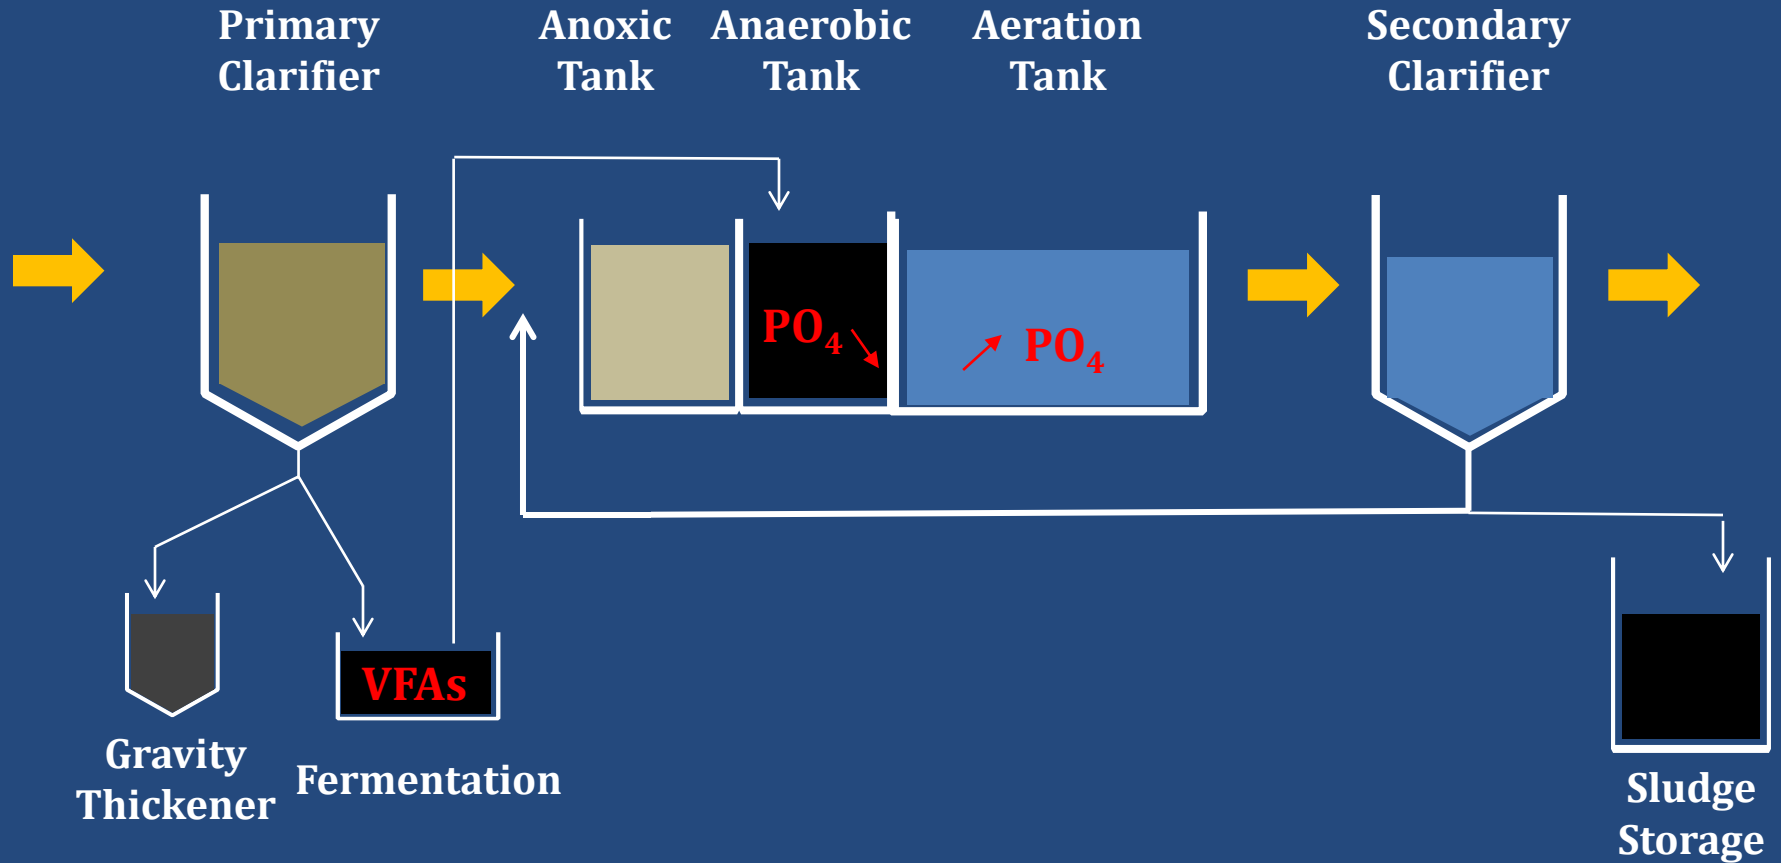 Primary
Clarifier
Anoxic
Tank
Anaerobic
Tank
Aeration
Tank
Secondary
Clarifier
PO₄
PO₄
VFAs
Gravity
Thickener
Fermentation
Sludge
Storage